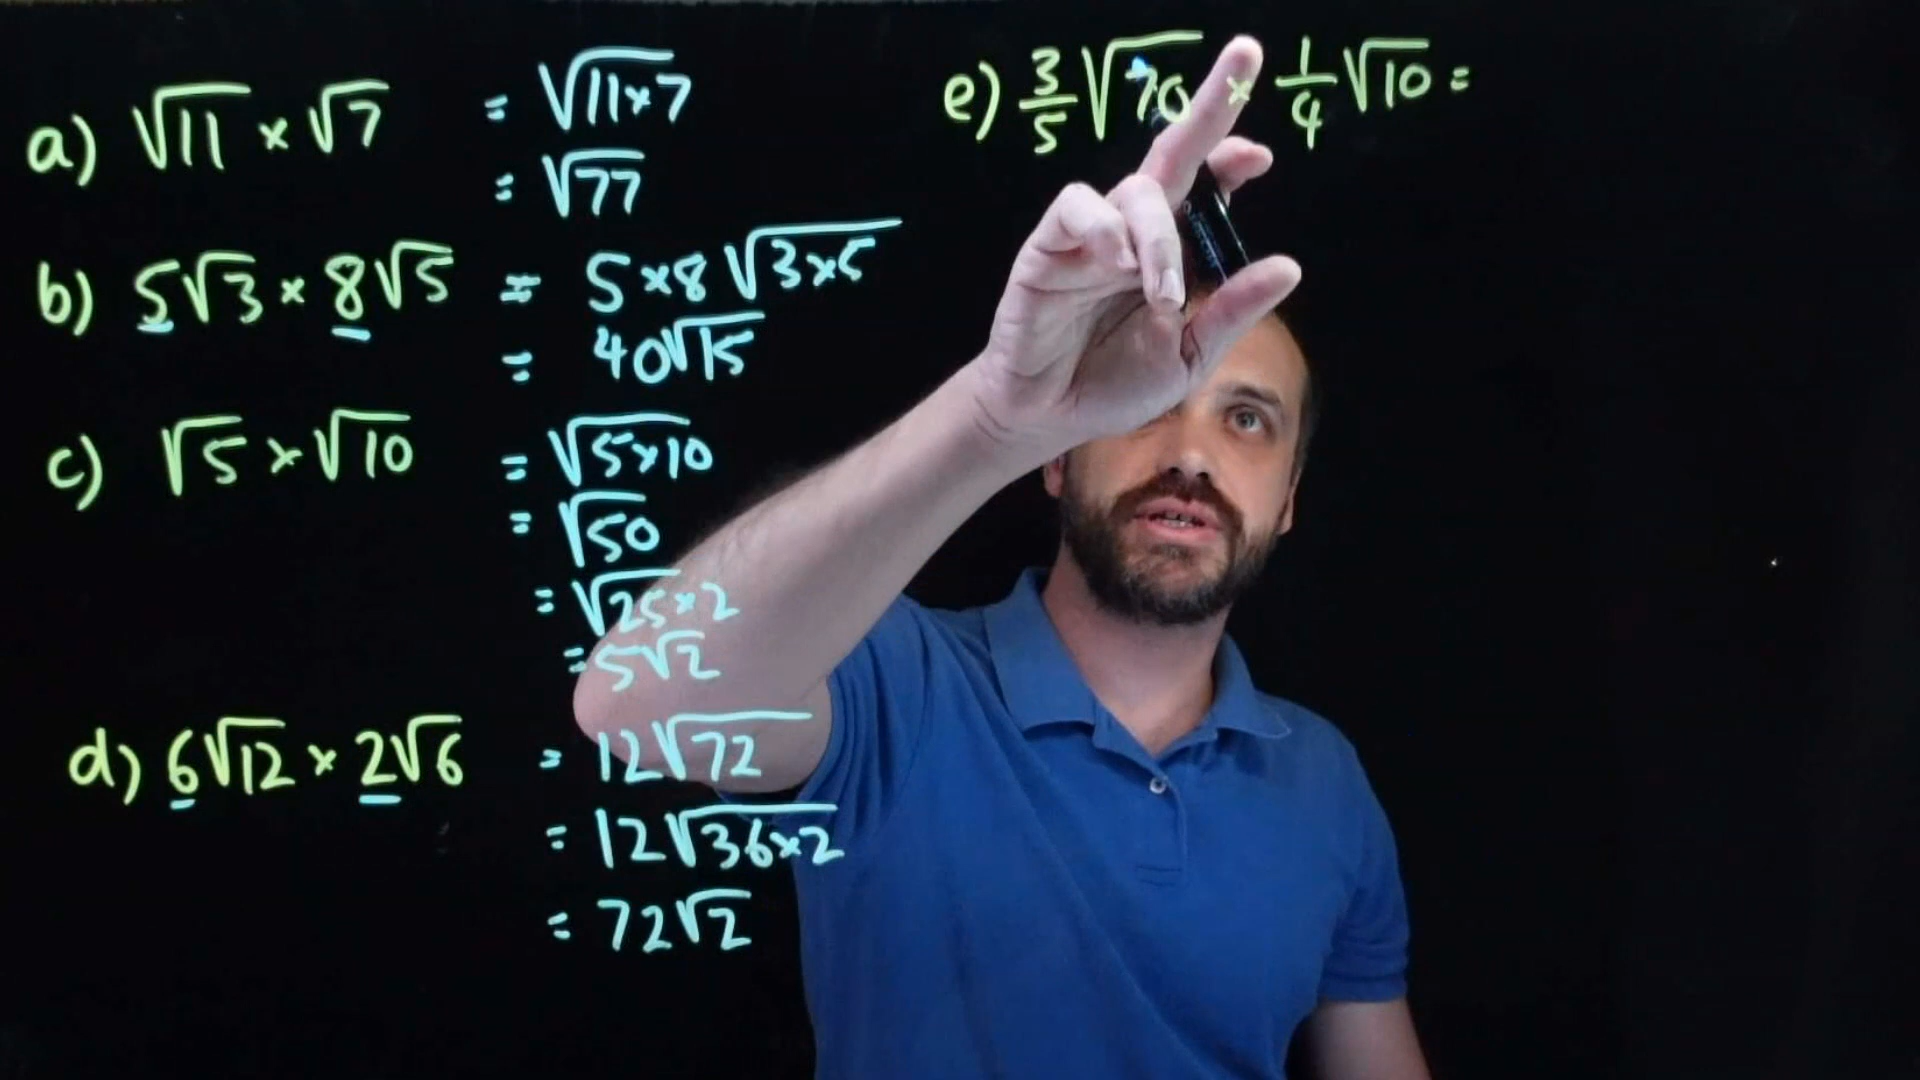 a) √11 × √7 = √11×7
= √77
b) 5√3 × 8√5 = 5×8√3×5
= 40√15
c) √5 × √10 = √5×10
= √50
= √25×2
= 5√2
d) 6√12 × 2√6 = 12√72
= 12√36×2
= 72√2
e) 3/5 √70 × 1/4 √10 =